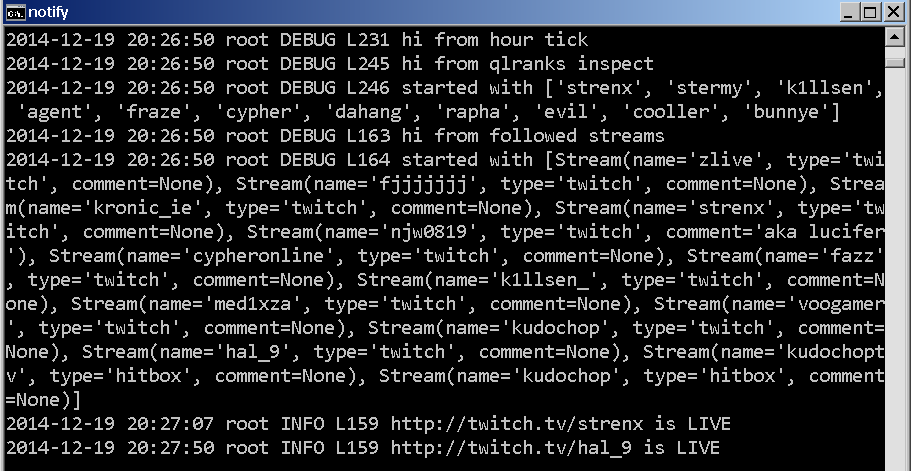 notify
2014-12-19 20:26:50 root DEBUG L231 hi from hour tick
2014-12-19 20:26:50 root DEBUG L245 hi from qlranks inspect
2014-12-19 20:26:50 root DEBUG L246 started with ['strenx', 'stermy', 'k1llsen',
 'agent', 'fraze', 'cypher', 'dahang', 'rapha', 'evil', 'cooller', 'bunnye']
2014-12-19 20:26:50 root DEBUG L163 hi from followed streams
2014-12-19 20:26:50 root DEBUG L164 started with [Stream(name='zlive', type='twi
tch', comment=None), Stream(name='fjjjjjjj', type='twitch', comment=None), Strea
m(name='kronic_ie', type='twitch', comment=None), Stream(name='strenx', type='tw
itch', comment=None), Stream(name='njw0819', type='twitch', comment='aka lucifer
'), Stream(name='cypheronline', type='twitch', comment=None), Stream(name='fazz'
, type='twitch', comment=None), Stream(name='k1llsen_', type='twitch', comment=N
one), Stream(name='med1xza', type='twitch', comment=None), Stream(name='voogamer
', type='twitch', comment=None), Stream(name='kudochop', type='twitch', comment=
None), Stream(name='hal_9', type='twitch', comment=None), Stream(name='kudochopt
v', type='hitbox', comment=None), Stream(name='kudochop', type='hitbox', comment
=None)]
2014-12-19 20:27:07 root INFO L159 http://twitch.tv/strenx is LIVE
2014-12-19 20:27:50 root INFO L159 http://twitch.tv/hal_9 is LIVE